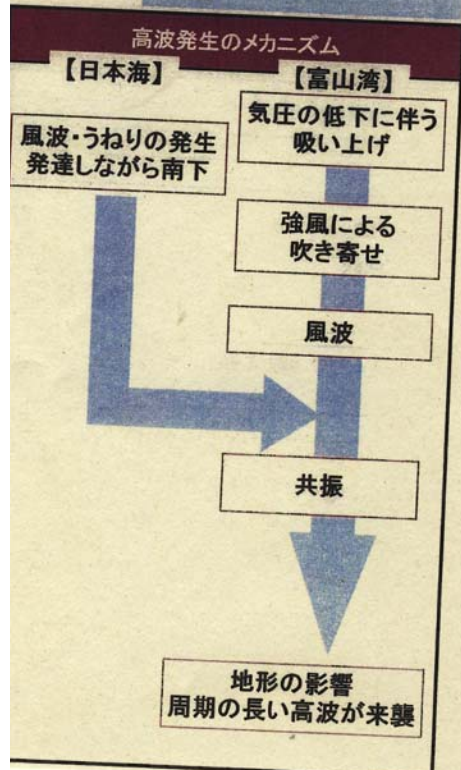 高波発生のメカニズム
【日本海】
【富山湾】
風波・うねりの発生
発達しながら南下
気圧の低下に伴う
吸い上げ
強風による
吹き寄せ
風波
共振
地形の影響
周期の長い高波が来襲